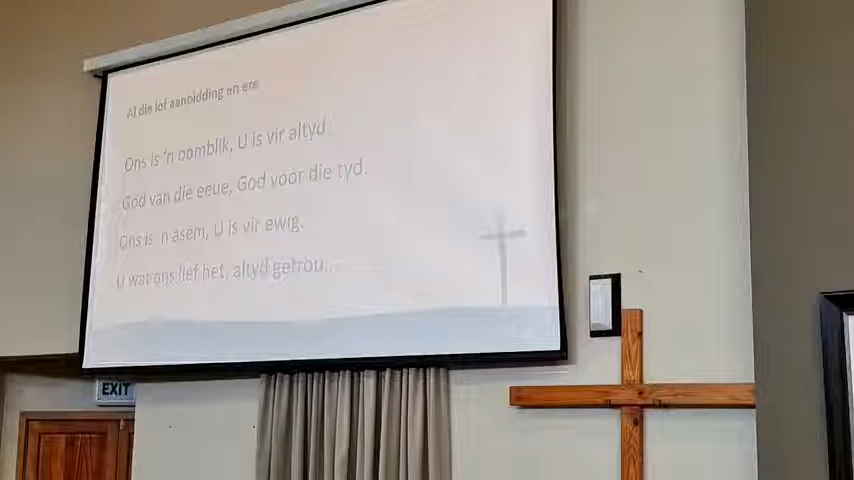 Al die lof aanbidding en ere
Ons is 'n oomblik, U is vir altyd
God van die eeue, God voor die tyd.
Ons is 'n asem, U is vir ewig.
U wat ons lief het, altyd getrou...
EXIT